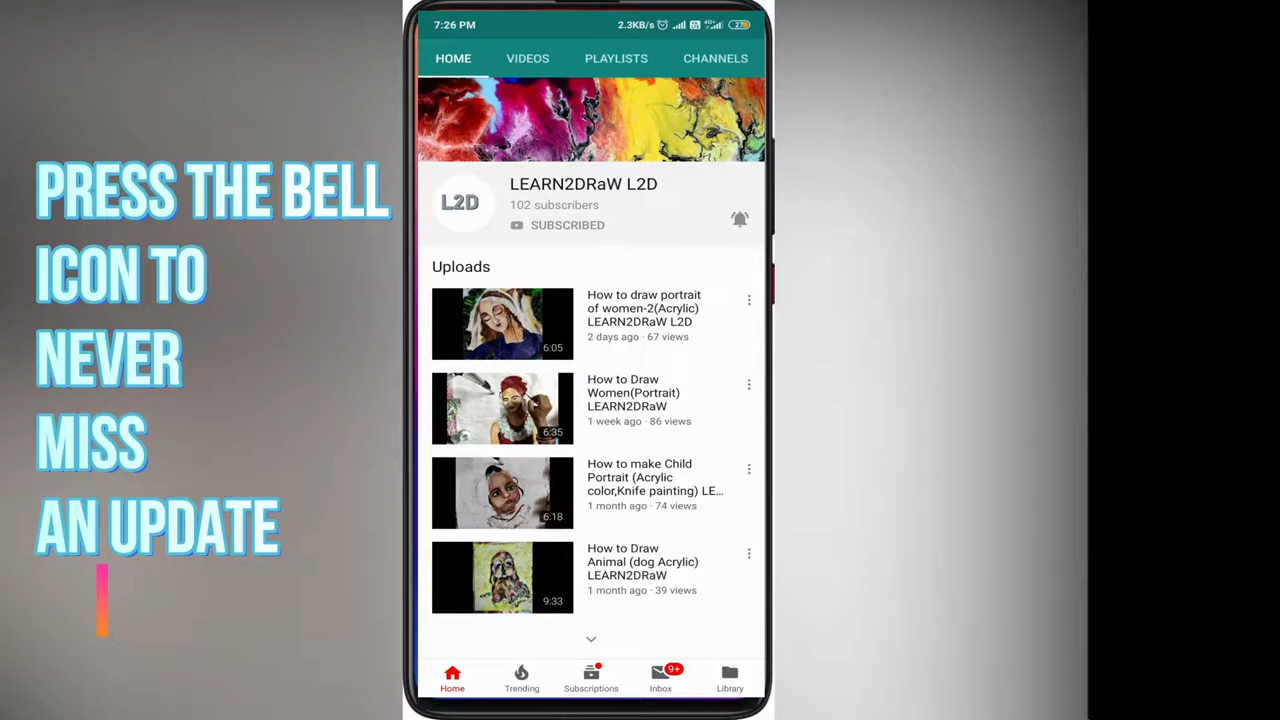 PRESS THE BELL
ICON TO
NEVER
MISS
AN UPDATE
7:26 PM
2.3KB/s
4G+
27
HOME VIDEOS PLAYLISTS CHANNELS
L2D
LEARN2DRaW L2D
102 subscribers
SUBSCRIBED
Uploads
How to draw portrait
of women-2(Acrylic)
LEARN2DRaW L2D
2 days ago · 67 views
6:05
How to Draw
Women(Portrait)
LEARN2DRaW
1 week ago · 86 views
6:35
How to make Child
Portrait (Acrylic
color,Knife painting) LE...
1 month ago · 74 views
6:18
How to Draw
Animal (dog Acrylic)
LEARN2DRaW
1 month ago · 39 views
9:33
9+
Home Trending Subscriptions Inbox Library